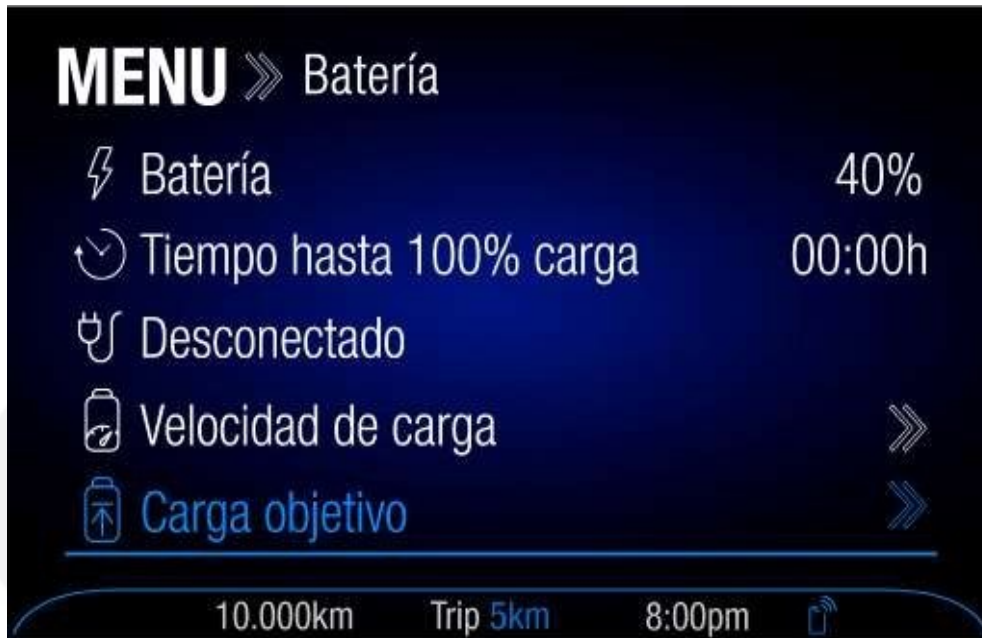 MENU Batería
Batería 40%
Tiempo hasta 100% carga 00:00h
Desconectado
Velocidad de carga
Carga objetivo
10.000km Trip 5km 8:00pm